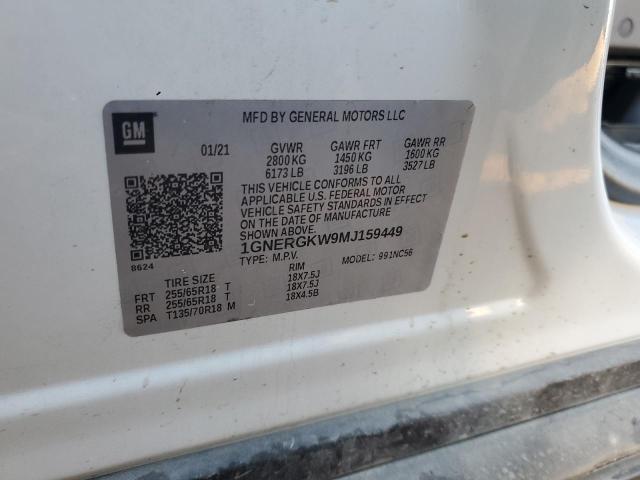 GM
MFD BY GENERAL MOTORS LLC
01/21 GVWR GAWR FRT GAWR RR
2800 KG 1450 KG 1600 KG
6173 LB 3196 LB 3527 LB
THIS VEHICLE CONFORMS TO ALL
APPLICABLE U.S. FEDERAL MOTOR
VEHICLE SAFETY STANDARDS IN EFFECT
ON THE DATE OF MANUFACTURE
SHOWN ABOVE.
1GNERGKW9MJ159449
TYPE: M.P.V. MODEL: 991NC56
8624
TIRE SIZE RIM
FRT 255/65R18 T 18X7.5J
RR 255/65R18 T 18X7.5J
SPA T135/70R18 M 18X4.5B